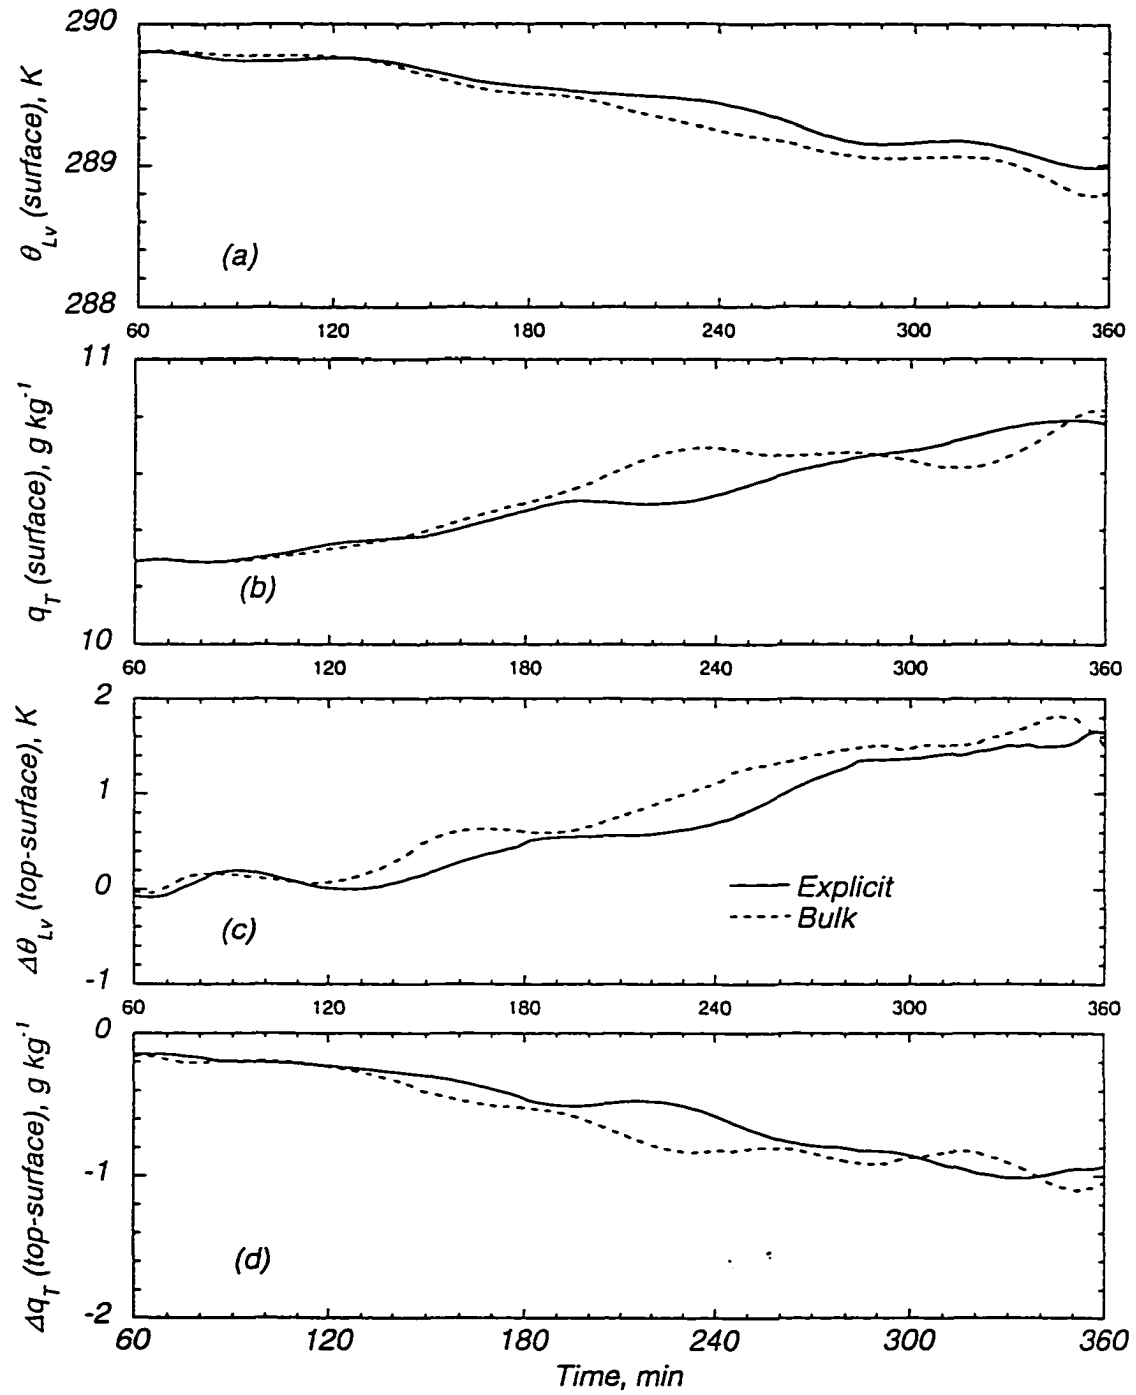 290
289
288
θLv (surface), K
(a)
60 120 180 240 300 360
11
10
qT (surface), g kg-1
(b)
60 120 180 240 300 360
2
1
0
-1
ΔθLv (top-surface), K
Explicit
Bulk
(c)
60 120 180 240 300 360
0
-1
-2
ΔqT (top-surface), g kg-1
(d)
60 120 180 240 300 360
Time, min